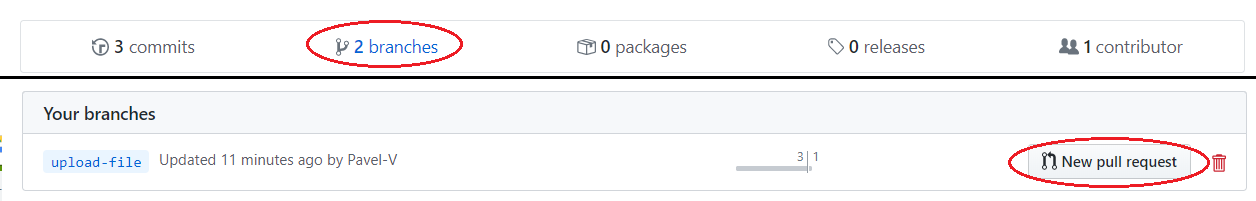 3 commits 2 branches 0 packages 0 releases 1 contributor
Your branches
upload-file Updated 11 minutes ago by Pavel-V 3 1 New pull request